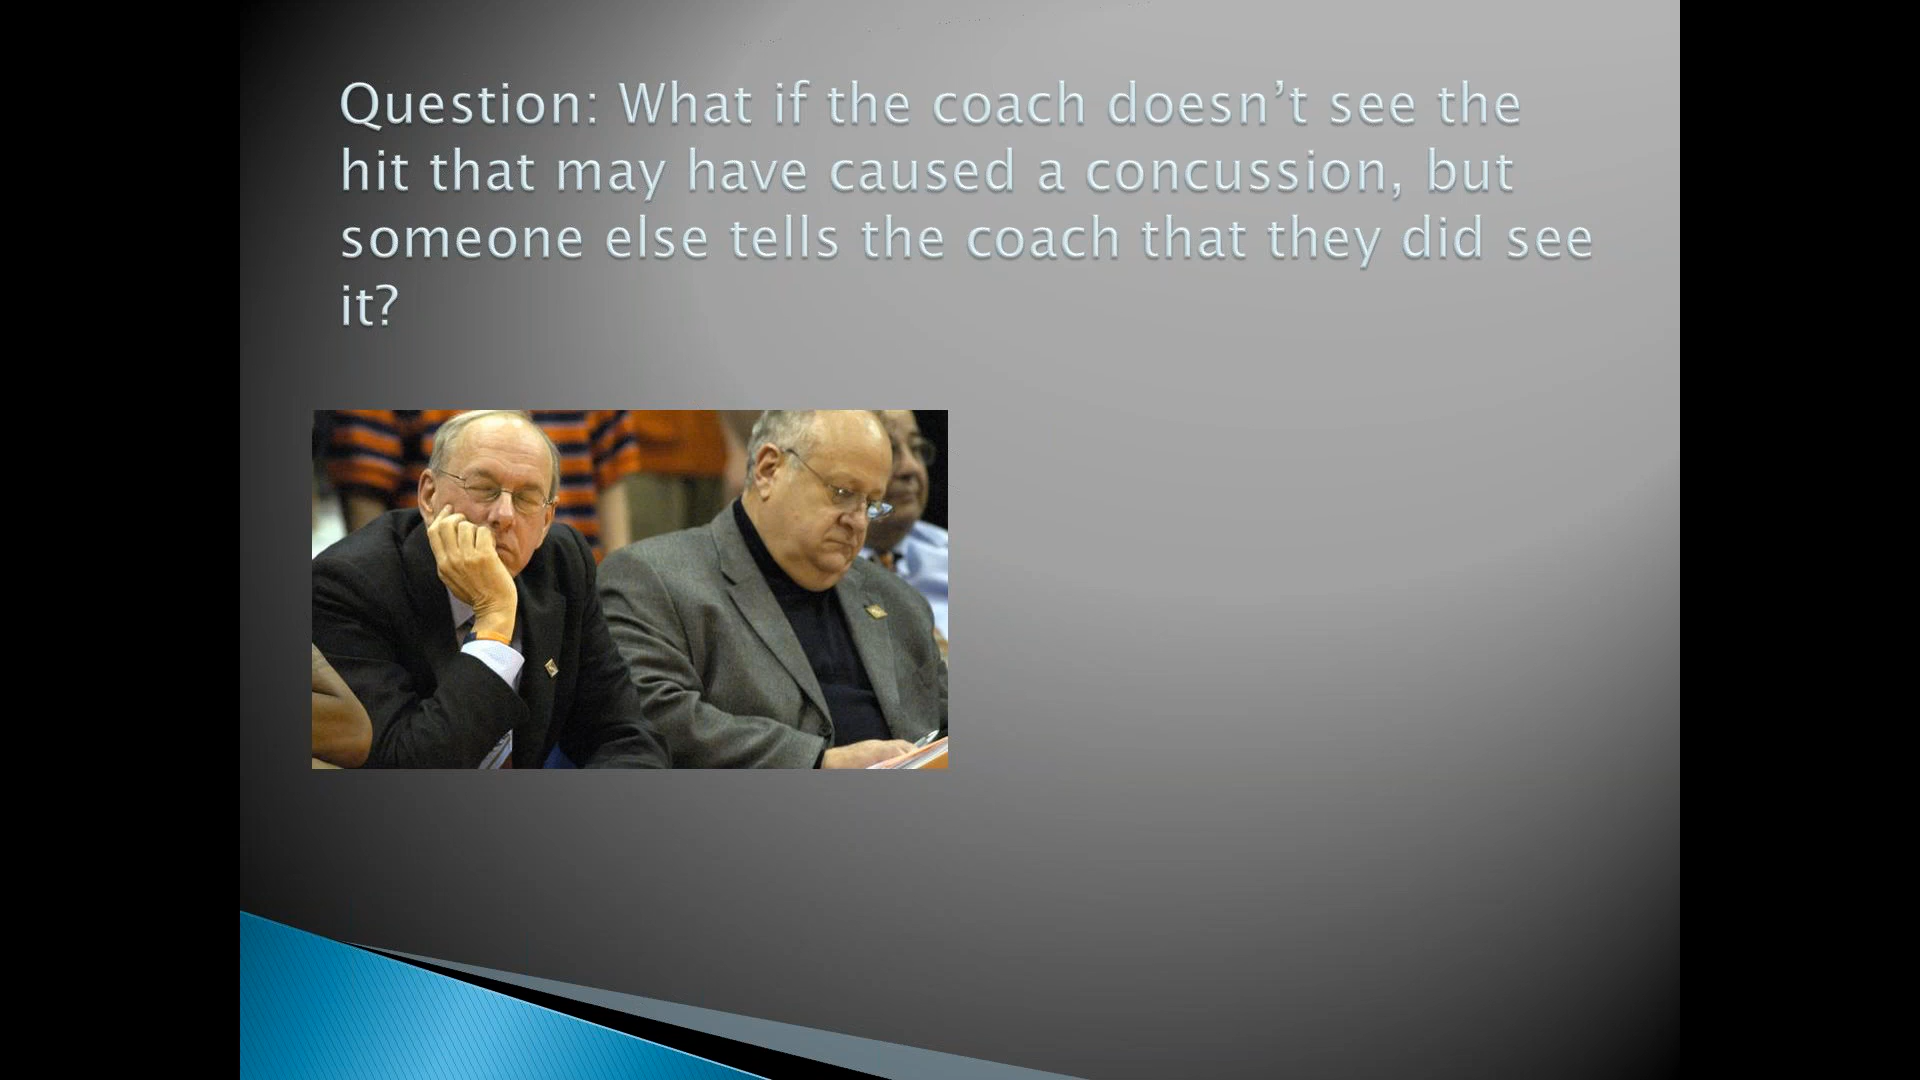 Question: What if the coach doesn’t see the
hit that may have caused a concussion, but
someone else tells the coach that they did see
it?